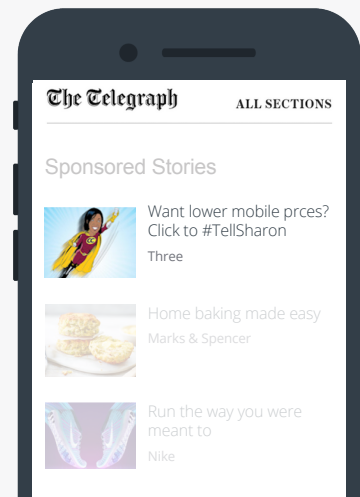 The Telegraph
ALL SECTIONS
Sponsored Stories
Want lower mobile prces?
Click to #TellSharon
Three
Home baking made easy
Marks & Spencer
Run the way you were
meant to
Nike